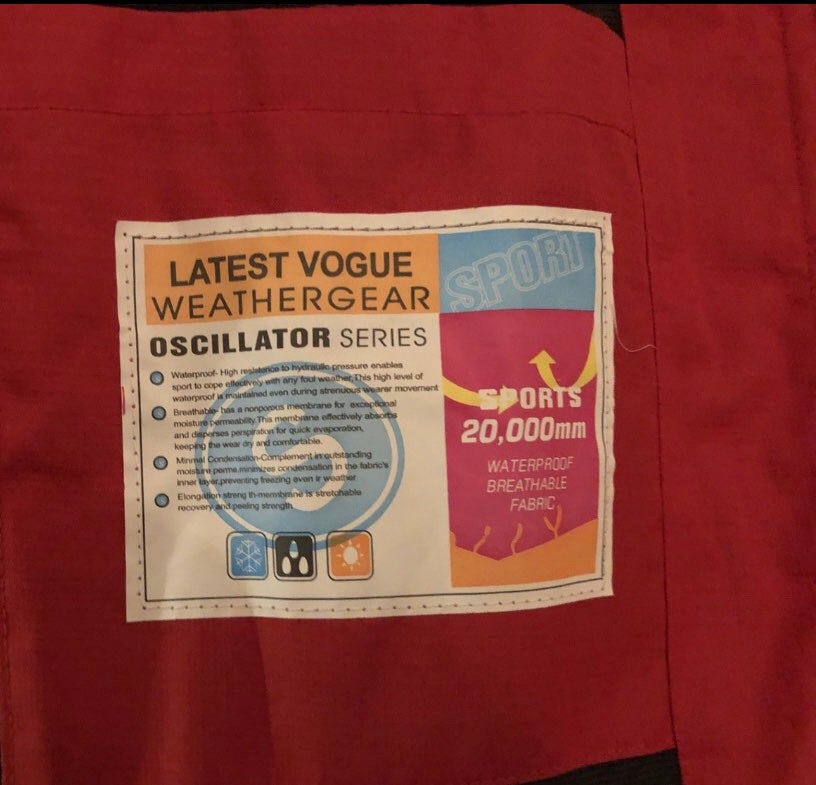 LATEST VOGUE
WEATHERGEAR
OSCILLATOR SERIES
Waterproof- High resistence to hydraulic pressure enables
sport to cope effectively with any foul weather,This high level of
waterproof is maintained even during strenuous wearer movement
Breathable- has a nonporous membrane for exceptional
moisture permeability.This membrane effectively absorbs
and disperses perspiration for quick evaporation,
keeping the wear dry and comfortable.
Minmal Condensation-Complement in outstanding
moisture perme.minimzes condensation in the fabric's
inner layer,preventing freezing even ir weather
Elongation streng th-membrane is stretchable
recovery and peeling strength
S
SPORT
SPORTS
20,000mm
WATERPROOF
BREATHABLE
FABRIC